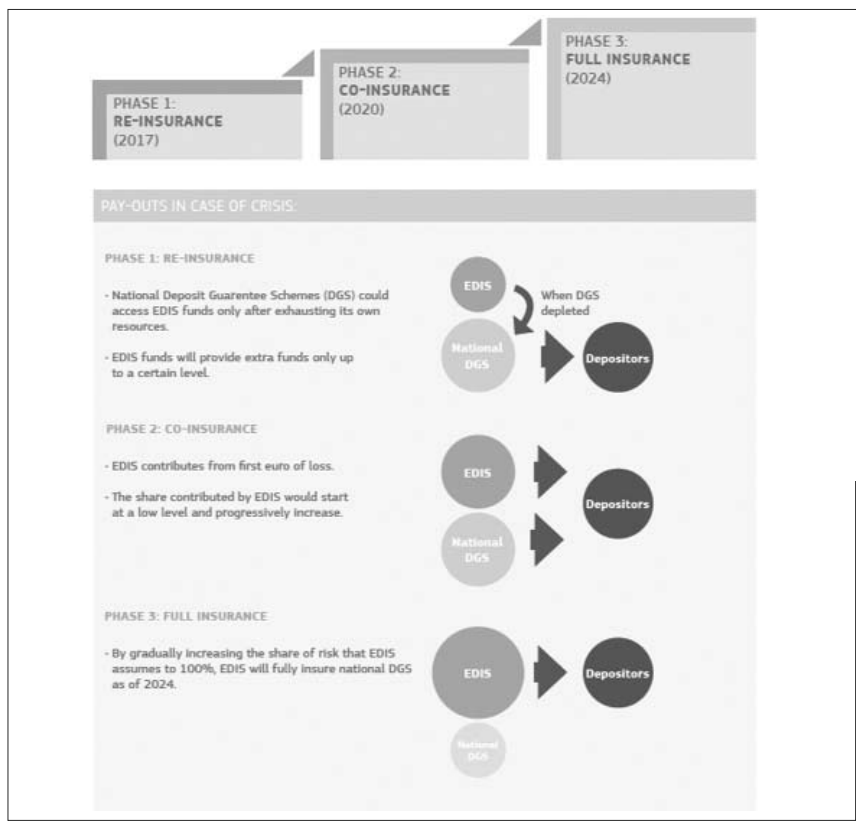 PHASE 1:
RE-INSURANCE
(2017)
PHASE 2:
CO-INSURANCE
(2020)
PHASE 3:
FULL INSURANCE
(2024)
PAY-OUTS IN CASE OF CRISIS:
PHASE 1: RE-INSURANCE
- National Deposit Guarentee Schemes (DGS) could
access EDIS funds only after exhausting its own
resources.
- EDIS funds will provide extra funds only up
to a certain level.
EDIS
When DGS
depleted
National
DGS
Depositors
PHASE 2: CO-INSURANCE
- EDIS contributes from first euro of loss.
- The share contributed by EDIS would start
at a low level and progressively increase.
EDIS
National
DGS
Depositors
PHASE 3: FULL INSURANCE
- By gradually increasing the share of risk that EDIS
assumes to 100%, EDIS will fully insure national DGS
as of 2024.
EDIS
Depositors
National
DGS